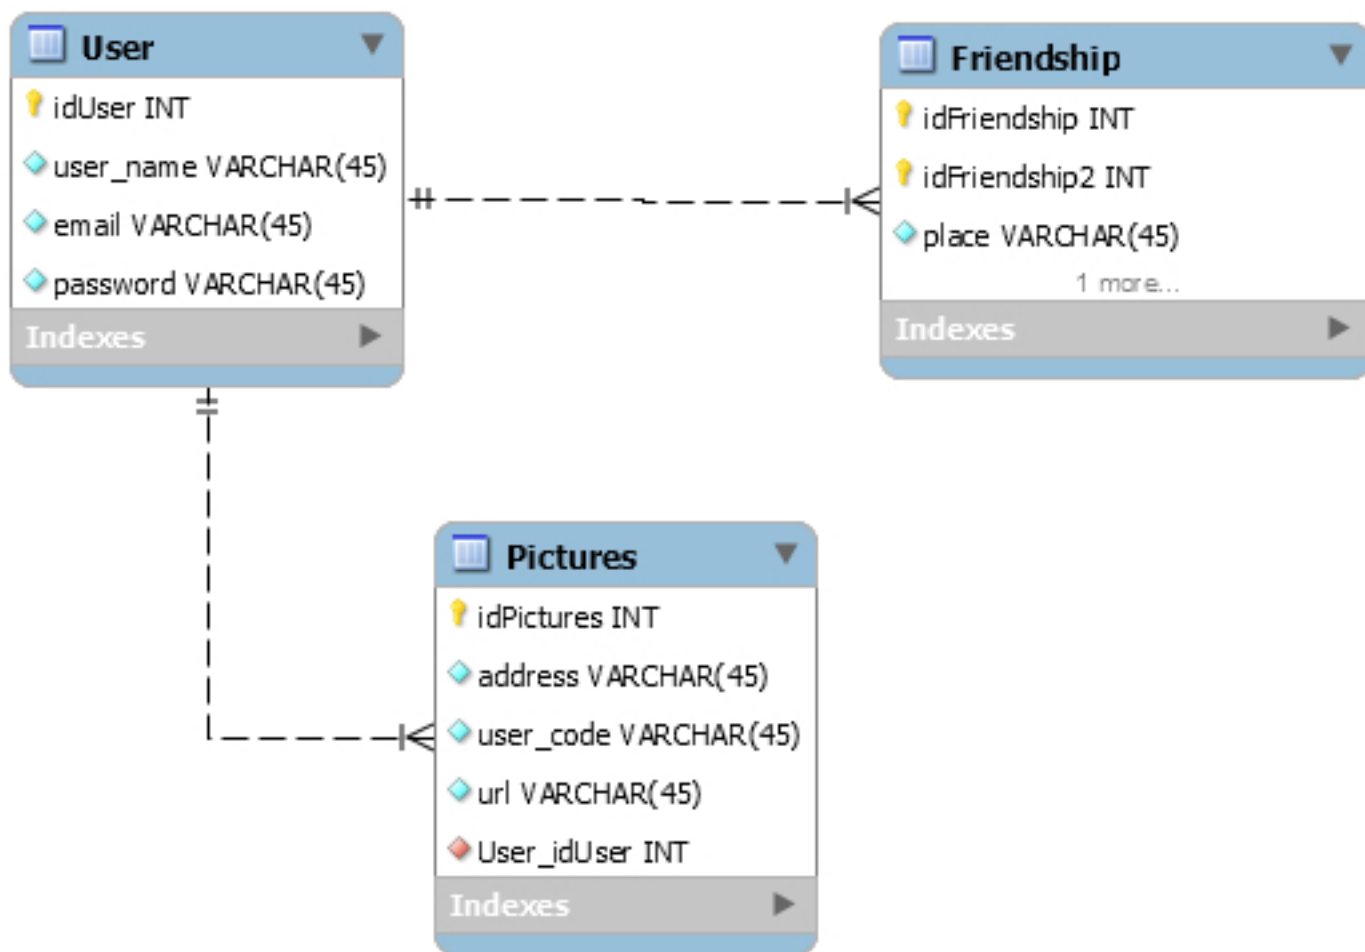 User
idUser INT
user_name VARCHAR(45)
email VARCHAR(45)
password VARCHAR(45)
Indexes
Friendship
idFriendship INT
idFriendship2 INT
place VARCHAR(45)
1 more...
Indexes
Pictures
idPictures INT
address VARCHAR(45)
user_code VARCHAR(45)
url VARCHAR(45)
User_idUser INT
Indexes